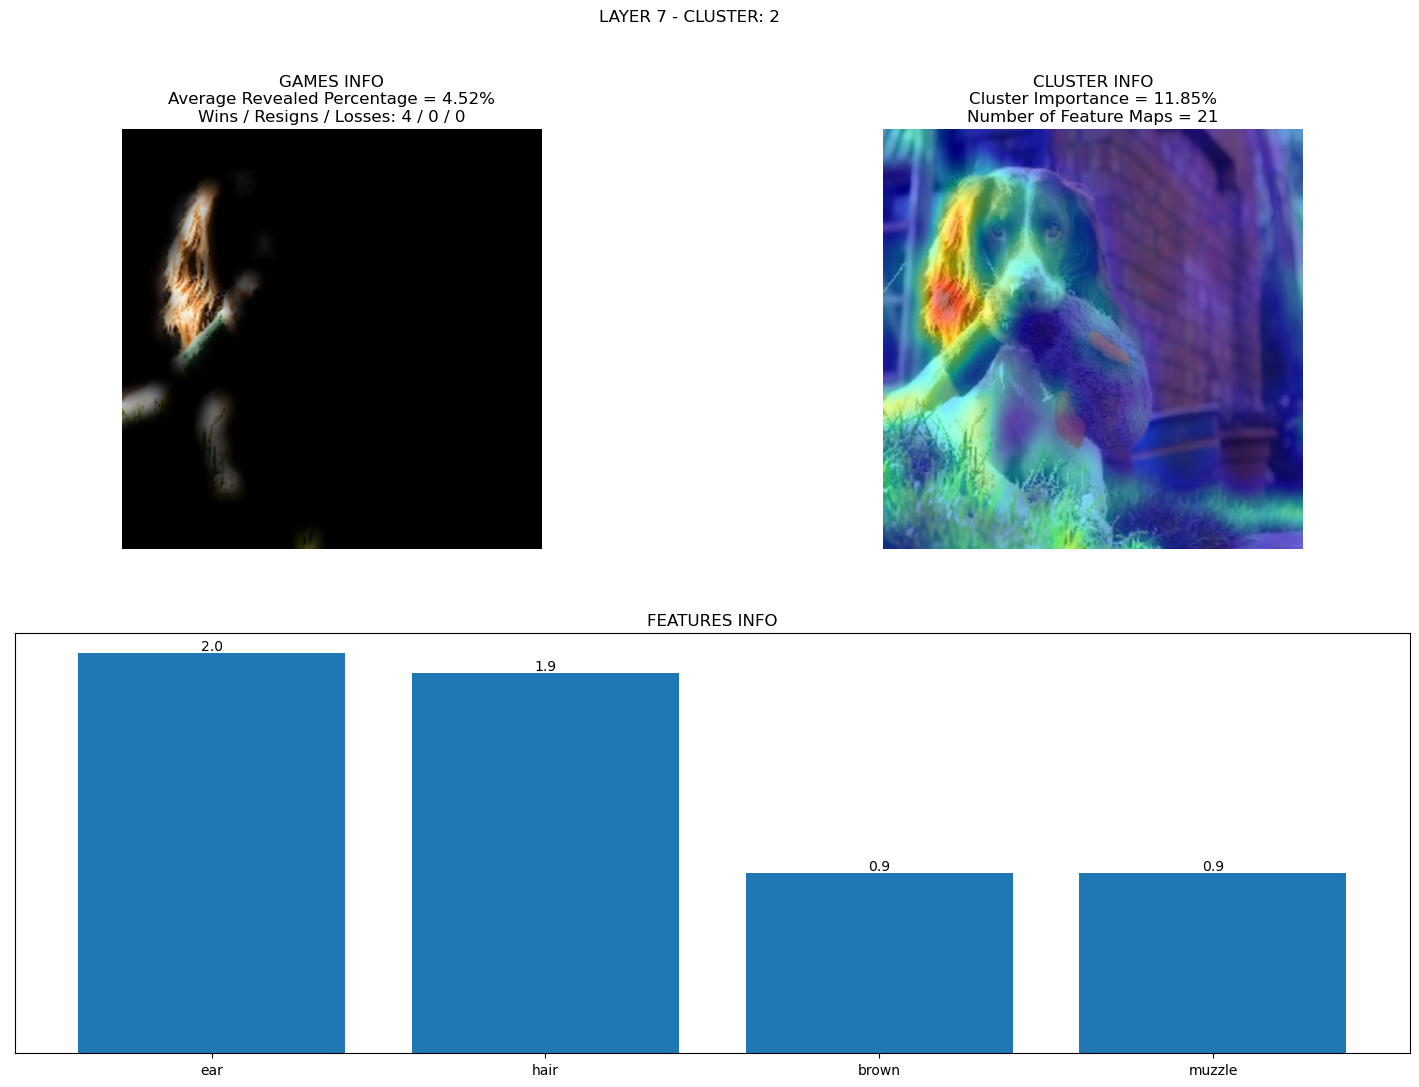 LAYER 7 - CLUSTER: 2
GAMES INFO
Average Revealed Percentage = 4.52%
Wins / Resigns / Losses: 4 / 0 / 0
CLUSTER INFO
Cluster Importance = 11.85%
Number of Feature Maps = 21
FEATURES INFO
2.0
1.9
0.9
0.9
ear
hair
brown
muzzle